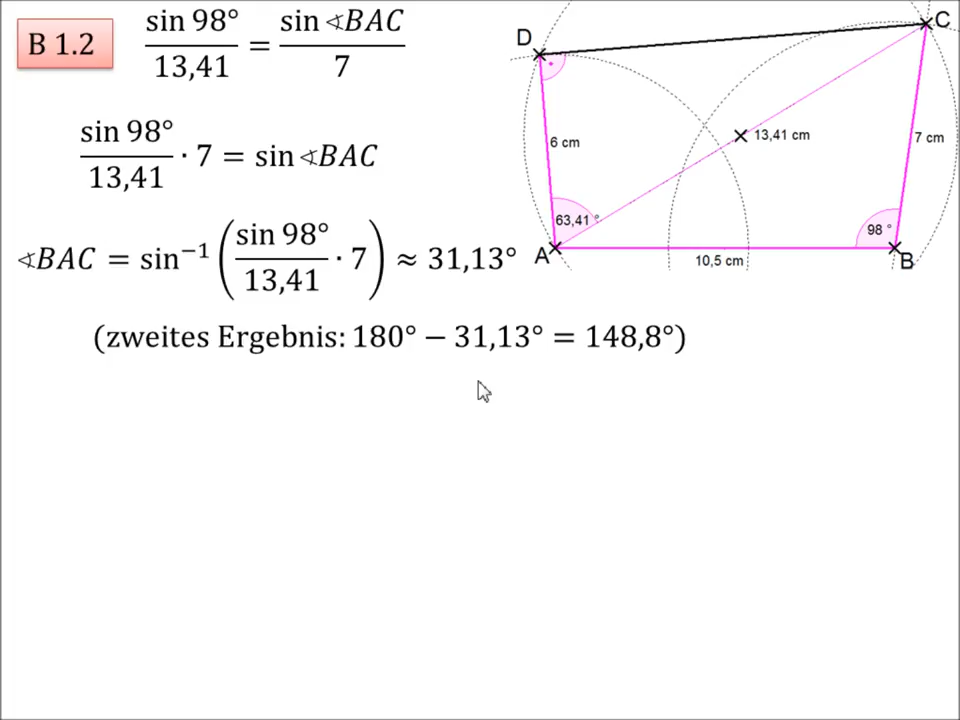 B 1.2
sin 98° / 13,41 = sin ∢BAC / 7
sin 98° / 13,41 · 7 = sin ∢BAC
∢BAC = sin⁻¹ ( sin 98° / 13,41 · 7 ) ≈ 31,13°
(zweites Ergebnis: 180° − 31,13° = 148,8°)
C
D
13,41 cm
6 cm
7 cm
63,41 °
98 °
A
B
10,5 cm